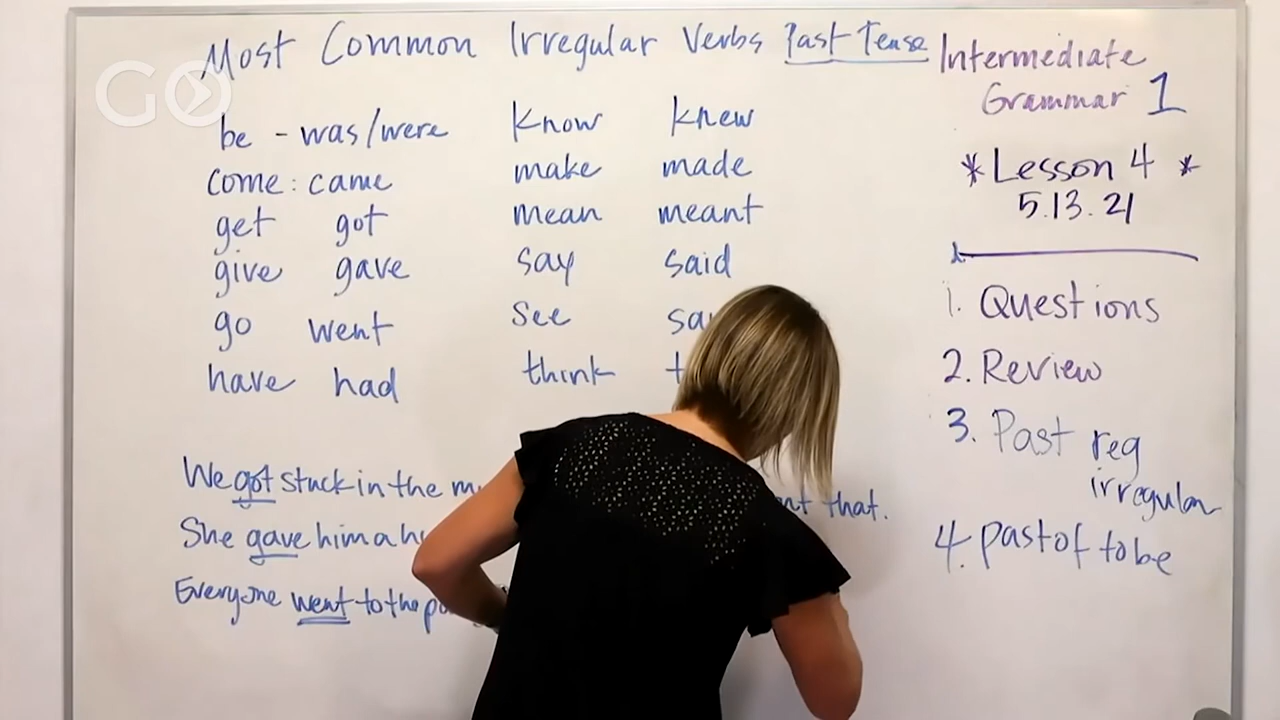 GO
Most Common Irregular Verbs Past Tense
be - was/were know knew
come : came make made
get got mean meant
give gave say said
go went see
have had think
We got stuck in the that.
She gave him a
Everyone went to the
Intermediate
Grammar 1
* Lesson 4 *
5.13.21
1. Questions
2. Review
3. Past reg
irregular
4. past of to be